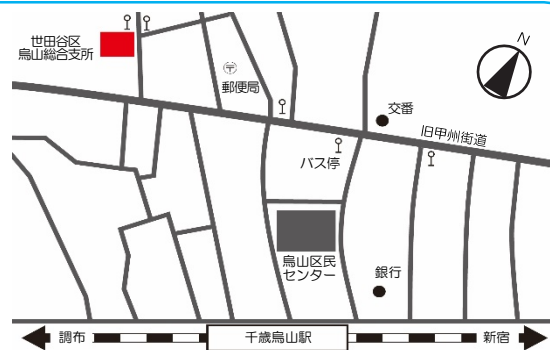 世田谷区
烏山総合支所
N
〒
郵便局
交番
旧甲州街道
バス停
烏山区民
センター
銀行
調布
千歳烏山駅
新宿